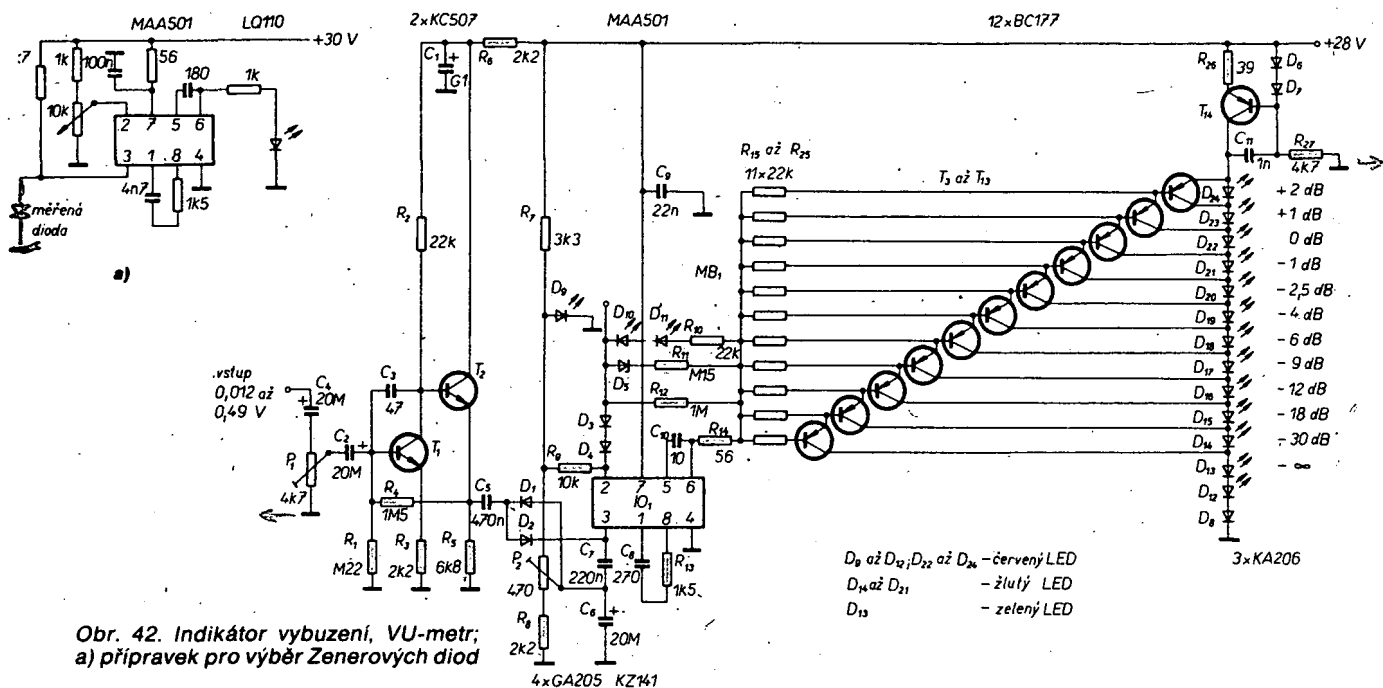 MAA501
LQ110
+30 V
1k
100n
56
180
1k
10k
2
7
5
6
3
1
8
4
4n7
1k5
měřená
dioda
a)
2×KC507
MAA501
12×BC177
C1
+
G1
R6
2k2
+28 V
R26
39
D6
D7
T14
C11
1n
R27
4k7
R2
22k
R7
3k3
C9
22n
R15 až R25
11×22k
T3 až T13
MB1
D9
D10
D11
R10
22k
R11
M15
D5
R12
1M
D3
D4
C10
10
R14
56
R9
10k
D24
+2 dB
D23
+1 dB
D22
0 dB
D21
-1 dB
D20
-2,5 dB
D19
-4 dB
D18
-6 dB
D17
-9 dB
D16
-12 dB
D15
-18 dB
D14
-30 dB
D13
-∞
D12
D8
vstup
0,012 až
0,49 V
C4
+
20M
P1
4k7
C2
+
20M
C3
47
T2
T1
R4
1M5
C5
470n
D1
D2
R1
M22
R3
2k2
R5
6k8
P2
470
R8
2k2
2
7
5
6
IO1
3
1
8
4
C7
220n
C8
270
R13
1k5
C6
+
20M
D9 až D12; D22 až D24 – červený LED
D14 až D21 – žlutý LED
D13 – zelený LED
3×KA206
4×GA205 KZ141
Obr. 42. Indikátor vybuzení, VU-metr;
a) přípravek pro výběr Zenerových diod